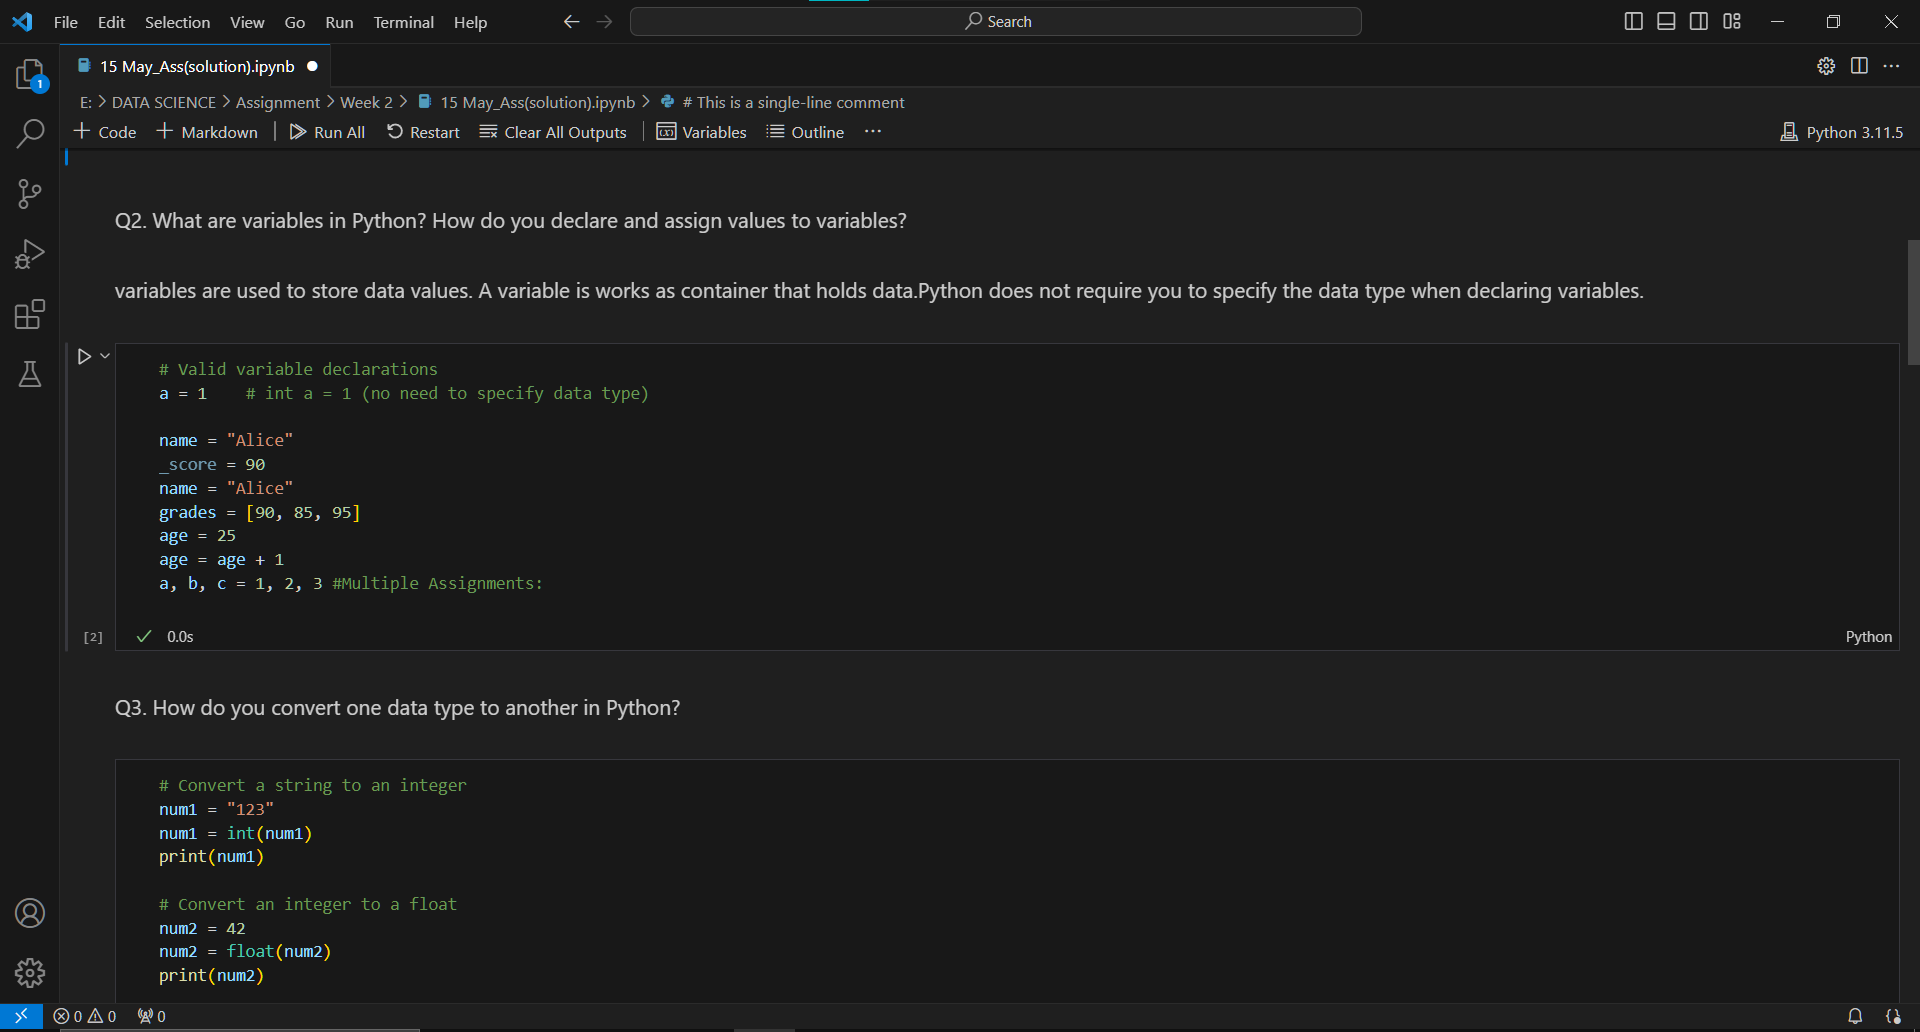 File Edit Selection View Go Run Terminal Help Search
15 May_Ass(solution).ipynb
1
E: > DATA SCIENCE > Assignment > Week 2 > 15 May_Ass(solution).ipynb > # This is a single-line comment
+ Code + Markdown | Run All Restart Clear All Outputs | Variables Outline ··· Python 3.11.5
Q2. What are variables in Python? How do you declare and assign values to variables?
variables are used to store data values. A variable is works as container that holds data.Python does not require you to specify the data type when declaring variables.
# Valid variable declarations
a = 1    # int a = 1 (no need to specify data type)
name = "Alice"
_score = 90
name = "Alice"
grades = [90, 85, 95]
age = 25
age = age + 1
a, b, c = 1, 2, 3 #Multiple Assignments:
[2] ✓ 0.0s Python
Q3. How do you convert one data type to another in Python?
# Convert a string to an integer
num1 = "123"
num1 = int(num1)
print(num1)
# Convert an integer to a float
num2 = 42
num2 = float(num2)
print(num2)
0 0 0